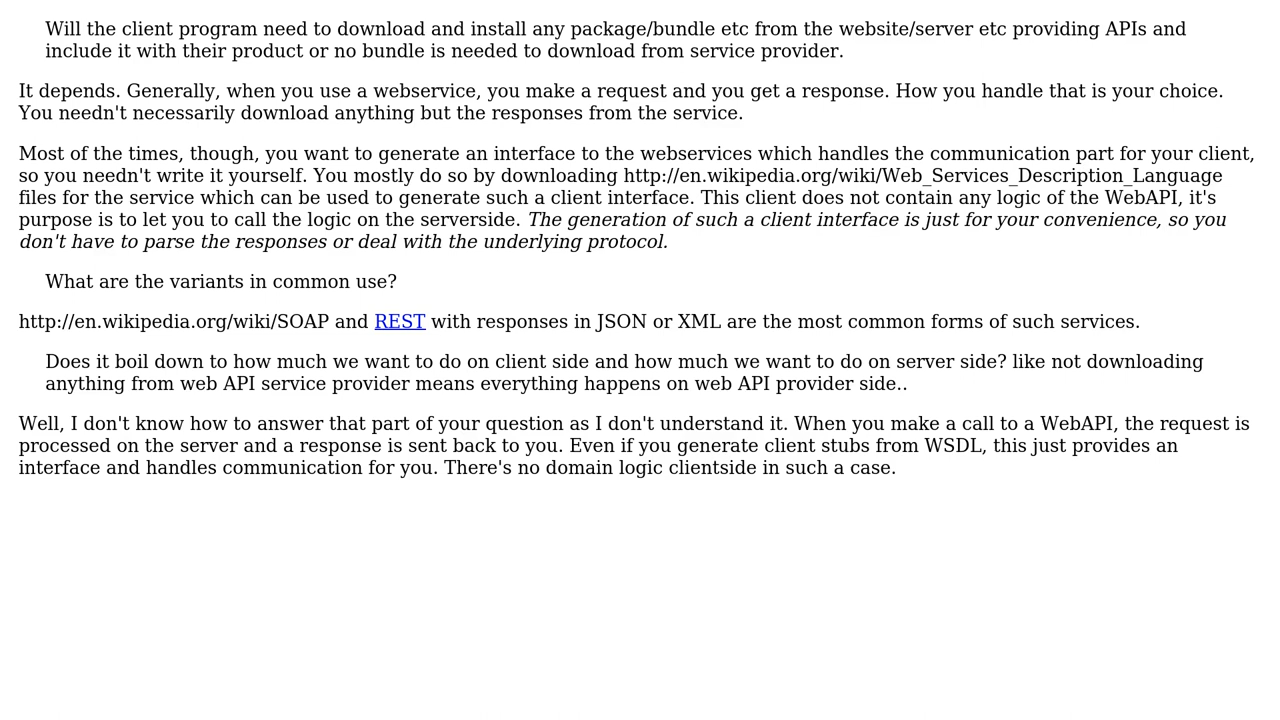 Will the client program need to download and install any package/bundle etc from the website/server etc providing APIs and
include it with their product or no bundle is needed to download from service provider.
It depends. Generally, when you use a webservice, you make a request and you get a response. How you handle that is your choice.
You needn't necessarily download anything but the responses from the service.
Most of the times, though, you want to generate an interface to the webservices which handles the communication part for your client,
so you needn't write it yourself. You mostly do so by downloading http://en.wikipedia.org/wiki/Web_Services_Description_Language
files for the service which can be used to generate such a client interface. This client does not contain any logic of the WebAPI, it's
purpose is to let you to call the logic on the serverside. The generation of such a client interface is just for your convenience, so you
don't have to parse the responses or deal with the underlying protocol.
What are the variants in common use?
http://en.wikipedia.org/wiki/SOAP and REST with responses in JSON or XML are the most common forms of such services.
Does it boil down to how much we want to do on client side and how much we want to do on server side? like not downloading
anything from web API service provider means everything happens on web API provider side..
Well, I don't know how to answer that part of your question as I don't understand it. When you make a call to a WebAPI, the request is
processed on the server and a response is sent back to you. Even if you generate client stubs from WSDL, this just provides an
interface and handles communication for you. There's no domain logic clientside in such a case.